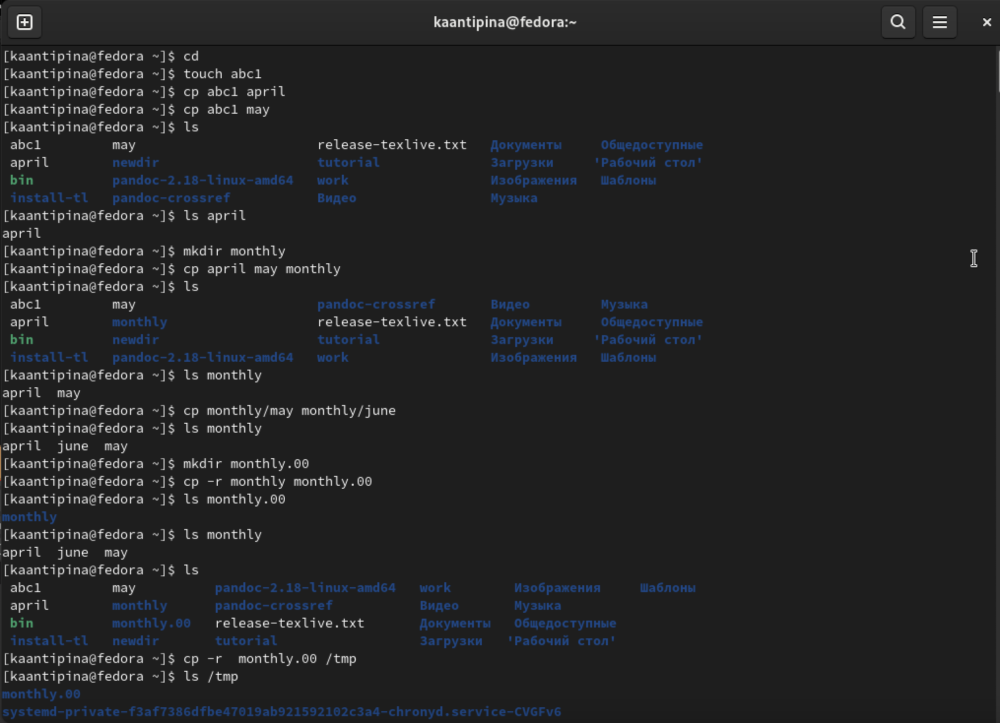 kaantipina@fedora:~
[kaantipina@fedora ~]$ cd
[kaantipina@fedora ~]$ touch abc1
[kaantipina@fedora ~]$ cp abc1 april
[kaantipina@fedora ~]$ cp abc1 may
[kaantipina@fedora ~]$ ls
abc1 may release-texlive.txt Документы Общедоступные
april newdir tutorial Загрузки 'Рабочий стол'
bin pandoc-2.18-linux-amd64 work Изображения Шаблоны
install-tl pandoc-crossref Видео Музыка
[kaantipina@fedora ~]$ ls april
april
[kaantipina@fedora ~]$ mkdir monthly
[kaantipina@fedora ~]$ cp april may monthly
[kaantipina@fedora ~]$ ls
abc1 may pandoc-crossref Видео Музыка
april monthly release-texlive.txt Документы Общедоступные
bin newdir tutorial Загрузки 'Рабочий стол'
install-tl pandoc-2.18-linux-amd64 work Изображения Шаблоны
[kaantipina@fedora ~]$ ls monthly
april may
[kaantipina@fedora ~]$ cp monthly/may monthly/june
[kaantipina@fedora ~]$ ls monthly
april june may
[kaantipina@fedora ~]$ mkdir monthly.00
[kaantipina@fedora ~]$ cp -r monthly monthly.00
[kaantipina@fedora ~]$ ls monthly.00
monthly
[kaantipina@fedora ~]$ ls monthly
april june may
[kaantipina@fedora ~]$ ls
abc1 may pandoc-2.18-linux-amd64 work Изображения Шаблоны
april monthly pandoc-crossref Видео Музыка
bin monthly.00 release-texlive.txt Документы Общедоступные
install-tl newdir tutorial Загрузки 'Рабочий стол'
[kaantipina@fedora ~]$ cp -r  monthly.00 /tmp
[kaantipina@fedora ~]$ ls /tmp
monthly.00
systemd-private-f3af7386dfbe47019ab921592102c3a4-chronyd.service-CVGFv6